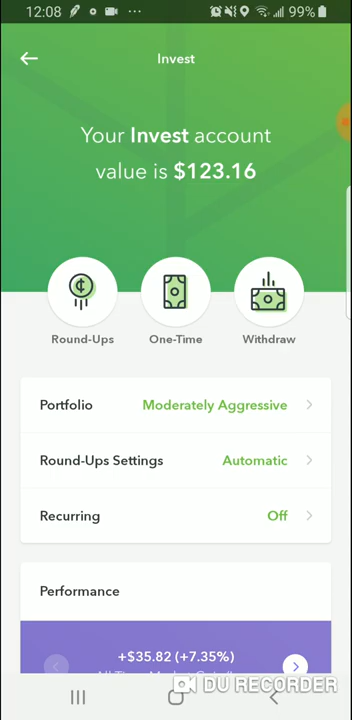 12:08
99%
Invest
Your Invest account
value is $123.16
Round-Ups
One-Time
Withdraw
Portfolio Moderately Aggressive
Round-Ups Settings Automatic
Recurring Off
Performance
+$35.82 (+7.35%)
DU RECORDER